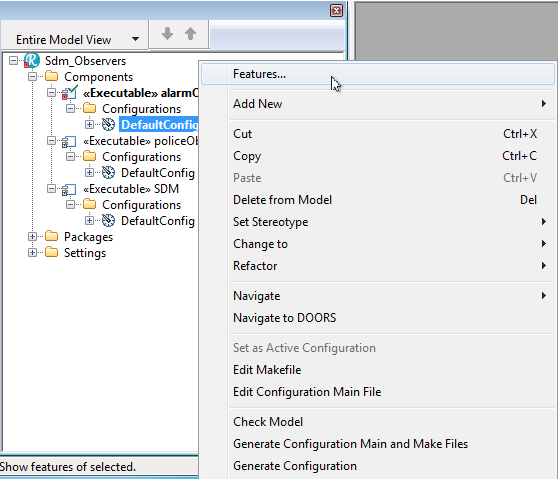 Entire Model View
Sdm_Observers
Components
«Executable» alarmC
Configurations
DefaultConfig
«Executable» policeOb
Configurations
DefaultConfig
«Executable» SDM
Configurations
DefaultConfig
Packages
Settings
Show features of selected.
Features...
Add New
Cut Ctrl+X
Copy Ctrl+C
Paste Ctrl+V
Delete from Model Del
Set Stereotype
Change to
Refactor
Navigate
Navigate to DOORS
Set as Active Configuration
Edit Makefile
Edit Configuration Main File
Check Model
Generate Configuration Main and Make Files
Generate Configuration